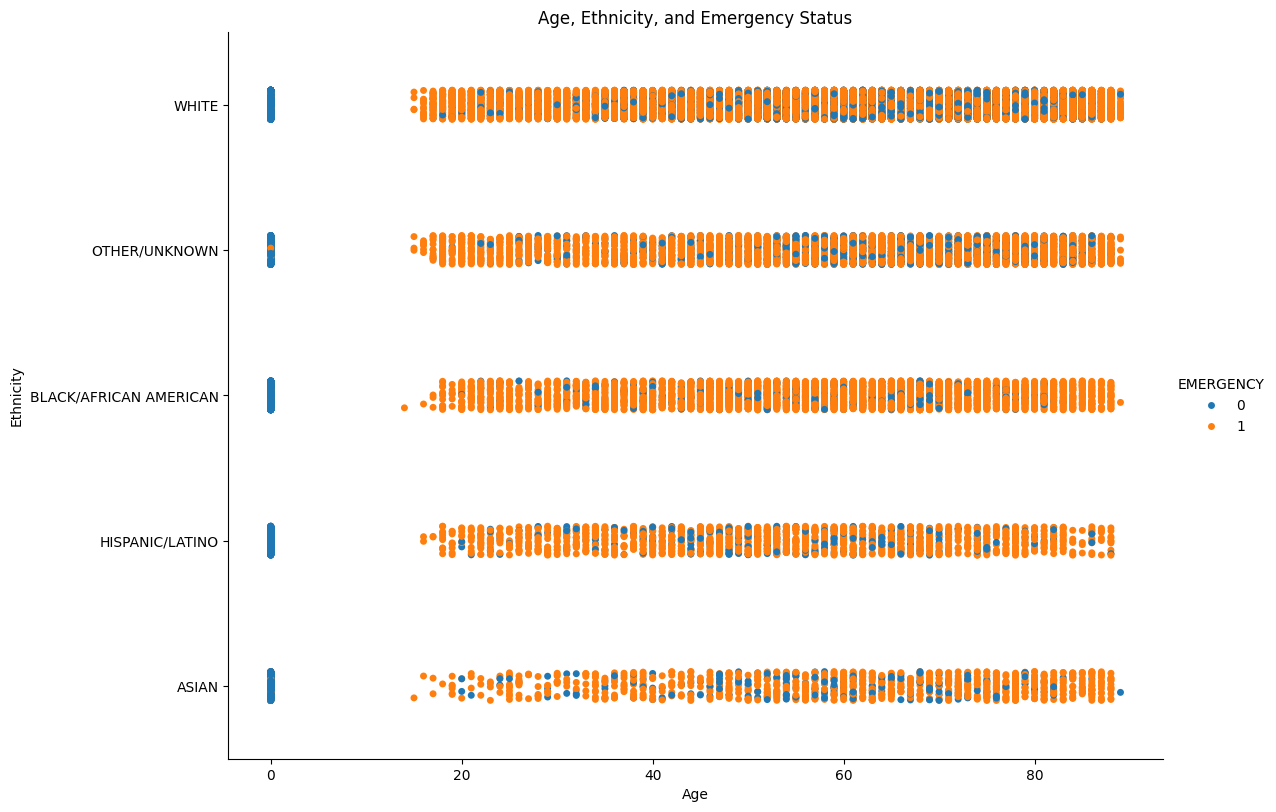 Age, Ethnicity, and Emergency Status
WHITE
OTHER/UNKNOWN
BLACK/AFRICAN AMERICAN
HISPANIC/LATINO
ASIAN
Ethnicity
0 20 40 60 80
Age
EMERGENCY
0
1